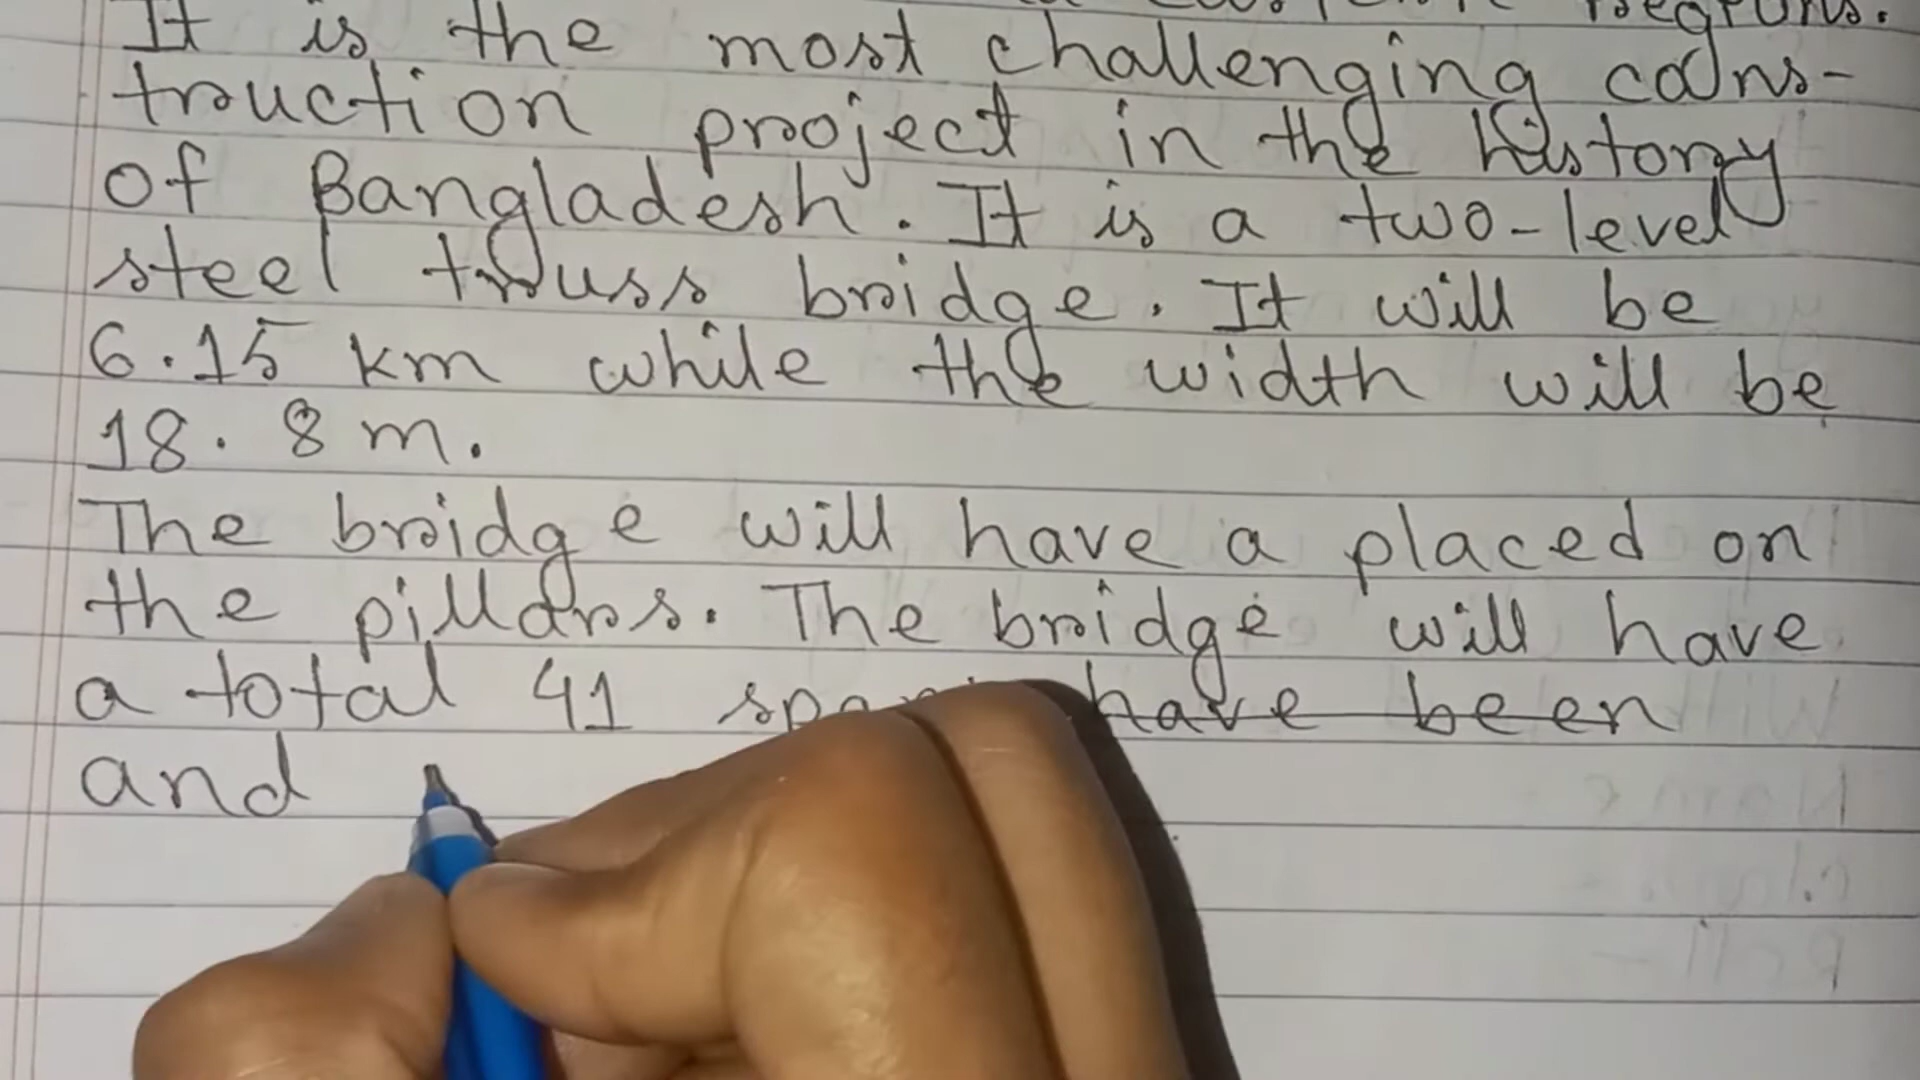 regions.
It is the most challenging cons-
truction project in the history
of Bangladesh. It is a two-level
steel truss bridge. It will be
6.15 km while the width will be
18.8 m.
The bridge will have a placed on
the pillars. The bridge will have
a total 41 have been
and